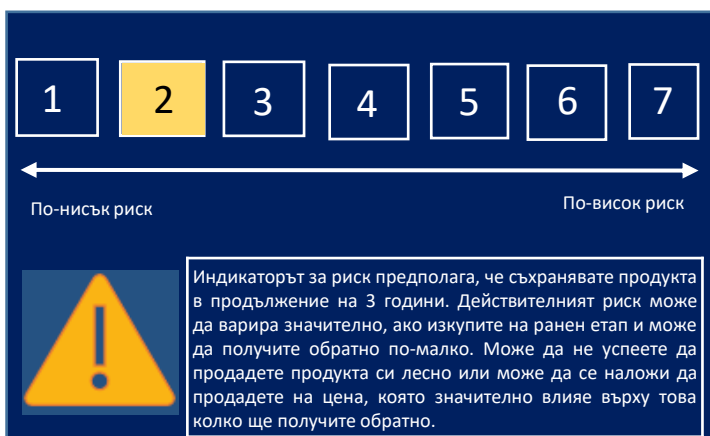 1 2 3 4 5 6 7
По-нисък риск
По-висок риск
Индикаторът за риск предполага, че съхранявате продукта
в продължение на 3 години. Действителният риск може
да варира значително, ако изкупите на ранен етап и може
да получите обратно по-малко. Може да не успеете да
продадете продукта си лесно или може да се наложи да
продадете на цена, която значително влияе върху това
колко ще получите обратно.